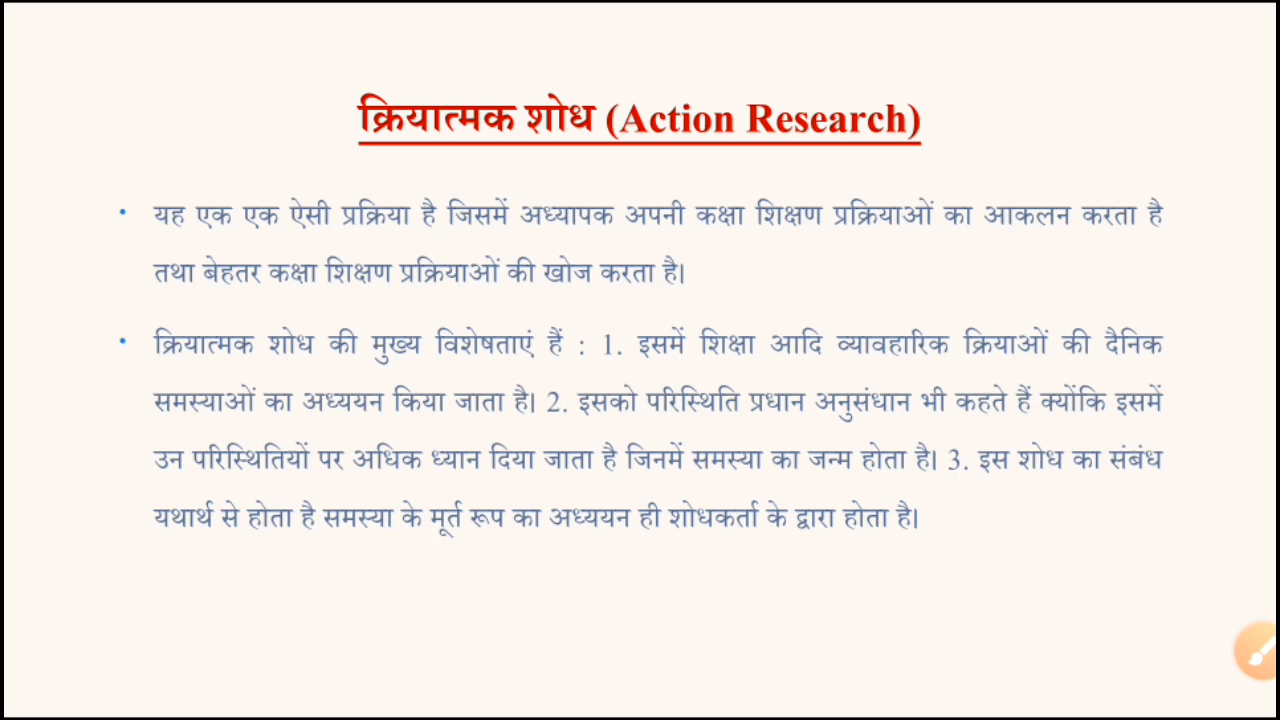 क्रियात्मक शोध (Action Research)
• यह एक एक ऐसी प्रक्रिया है जिसमें अध्यापक अपनी कक्षा शिक्षण प्रक्रियाओं का आकलन करता है
तथा बेहतर कक्षा शिक्षण प्रक्रियाओं की खोज करता है।
• क्रियात्मक शोध की मुख्य विशेषताएं हैं : 1. इसमें शिक्षा आदि व्यावहारिक क्रियाओं की दैनिक
समस्याओं का अध्ययन किया जाता है। 2. इसको परिस्थिति प्रधान अनुसंधान भी कहते हैं क्योंकि इसमें
उन परिस्थितियों पर अधिक ध्यान दिया जाता है जिनमें समस्या का जन्म होता है। 3. इस शोध का संबंध
यथार्थ से होता है समस्या के मूर्त रूप का अध्ययन ही शोधकर्ता के द्वारा होता है।